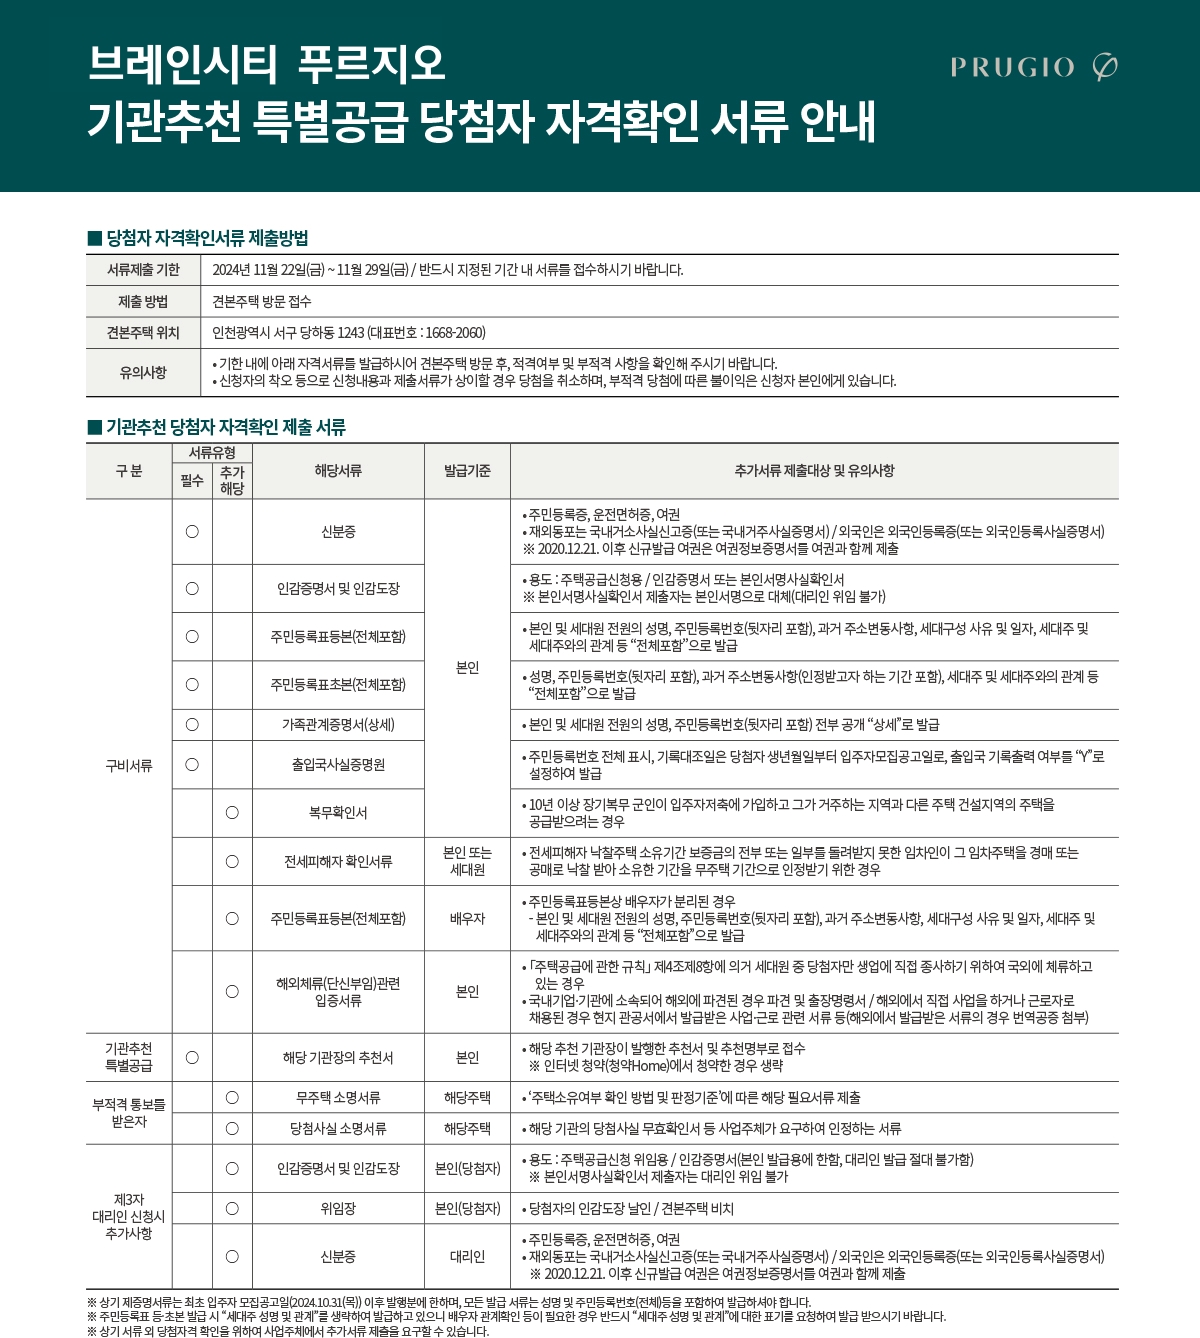 브레인시티 푸르지오
PRUGIO
기관추천 특별공급 당첨자 자격확인 서류 안내
■ 당첨자 자격확인서류 제출방법
서류제출 기한 2024년 11월 22일(금) ~ 11월 29일(금) / 반드시 지정된 기간 내 서류를 접수하시기 바랍니다.
제출 방법 견본주택 방문 접수
견본주택 위치 인천광역시 서구 당하동 1243 (대표번호 : 1668-2060)
유의사항
• 기한 내에 아래 자격서류를 발급하시어 견본주택 방문 후, 적격여부 및 부적격 사항을 확인해 주시기 바랍니다.
• 신청자의 착오 등으로 신청내용과 제출서류가 상이할 경우 당첨을 취소하며, 부적격 당첨에 따른 불이익은 신청자 본인에게 있습니다.
■ 기관추천 당첨자 자격확인 제출 서류
구 분 서류유형 해당서류 발급기준 추가서류 제출대상 및 유의사항
필수 추가
해당
구비서류
○ 신분증 본인
• 주민등록증, 운전면허증, 여권
• 재외동포는 국내거소사실신고증(또는 국내거주사실증명서) / 외국인은 외국인등록증(또는 외국인등록사실증명서)
※ 2020.12.21. 이후 신규발급 여권은 여권정보증명서를 여권과 함께 제출
○ 인감증명서 및 인감도장
• 용도 : 주택공급신청용 / 인감증명서 또는 본인서명사실확인서
※ 본인서명사실확인서 제출자는 본인서명으로 대체(대리인 위임 불가)
○ 주민등록표등본(전체포함)
• 본인 및 세대원 전원의 성명, 주민등록번호(뒷자리 포함), 과거 주소변동사항, 세대구성 사유 및 일자, 세대주 및
세대주와의 관계 등 “전체포함”으로 발급
○ 주민등록표초본(전체포함)
• 성명, 주민등록번호(뒷자리 포함), 과거 주소변동사항(인정받고자 하는 기간 포함), 세대주 및 세대주와의 관계 등
“전체포함”으로 발급
○ 가족관계증명서(상세) • 본인 및 세대원 전원의 성명, 주민등록번호(뒷자리 포함) 전부 공개 “상세”로 발급
○ 출입국사실증명원
• 주민등록번호 전체 표시, 기록대조일은 당첨자 생년월일부터 입주자모집공고일로, 출입국 기록출력 여부를 “Y”로
설정하여 발급
○ 복무확인서
• 10년 이상 장기복무 군인이 입주자저축에 가입하고 그가 거주하는 지역과 다른 주택 건설지역의 주택을
공급받으려는 경우
○ 전세피해자 확인서류 본인 또는
세대원
• 전세피해자 낙찰주택 소유기간 보증금의 전부 또는 일부를 돌려받지 못한 임차인이 그 임차주택을 경매 또는
공매로 낙찰 받아 소유한 기간을 무주택 기간으로 인정받기 위한 경우
○ 주민등록표등본(전체포함) 배우자
• 주민등록표등본상 배우자가 분리된 경우
- 본인 및 세대원 전원의 성명, 주민등록번호(뒷자리 포함), 과거 주소변동사항, 세대구성 사유 및 일자, 세대주 및
세대주와의 관계 등 “전체포함”으로 발급
○ 해외체류(단신부임)관련
입증서류 본인
• 「주택공급에 관한 규칙」 제4조제8항에 의거 세대원 중 당첨자만 생업에 직접 종사하기 위하여 국외에 체류하고
있는 경우
• 국내기업·기관에 소속되어 해외에 파견된 경우 파견 및 출장명령서 / 해외에서 직접 사업을 하거나 근로자로
채용된 경우 현지 관공서에서 발급받은 사업·근로 관련 서류 등(해외에서 발급받은 서류의 경우 번역공증 첨부)
기관추천
특별공급
○ 해당 기관장의 추천서 본인
• 해당 추천 기관장이 발행한 추천서 및 추천명부로 접수
※ 인터넷 청약(청약Home)에서 청약한 경우 생략
부적격 통보를
받은자
○ 무주택 소명서류 해당주택 • ‘주택소유여부 확인 방법 및 판정기준’에 따른 해당 필요서류 제출
○ 당첨사실 소명서류 해당주택 • 해당 기관의 당첨사실 무효확인서 등 사업주체가 요구하여 인정하는 서류
제3자
대리인 신청시
추가사항
○ 인감증명서 및 인감도장 본인(당첨자)
• 용도 : 주택공급신청 위임용 / 인감증명서(본인 발급용에 한함, 대리인 발급 절대 불가함)
※ 본인서명사실확인서 제출자는 대리인 위임 불가
○ 위임장 본인(당첨자) • 당첨자의 인감도장 날인 / 견본주택 비치
○ 신분증 대리인
• 주민등록증, 운전면허증, 여권
• 재외동포는 국내거소사실신고증(또는 국내거주사실증명서) / 외국인은 외국인등록증(또는 외국인등록사실증명서)
※ 2020.12.21. 이후 신규발급 여권은 여권정보증명서를 여권과 함께 제출
※ 상기 제증명서류는 최초 입주자 모집공고일(2024.10.31(목)) 이후 발행분에 한하며, 모든 발급 서류는 성명 및 주민등록번호(전체)등을 포함하여 발급하셔야 합니다.
※ 주민등록표 등·초본 발급 시 “세대주 성명 및 관계”를 생략하여 발급하고 있으니 배우자 관계확인 등이 필요한 경우 반드시 “세대주 성명 및 관계”에 대한 표기를 요청하여 발급 받으시기 바랍니다.
※ 상기 서류 외 당첨자격 확인을 위하여 사업주체에서 추가서류 제출을 요구할 수 있습니다.